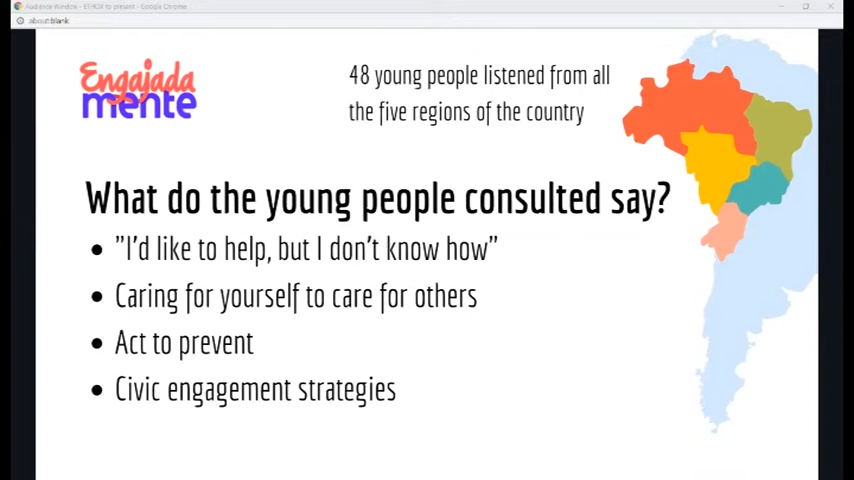 Audience Window - ETHOX to present - Google Chrome
about:blank
Engajada
mente
48 young people listened from all
the five regions of the country
What do the young people consulted say?
"I'd like to help, but I don't know how"
Caring for yourself to care for others
Act to prevent
Civic engagement strategies